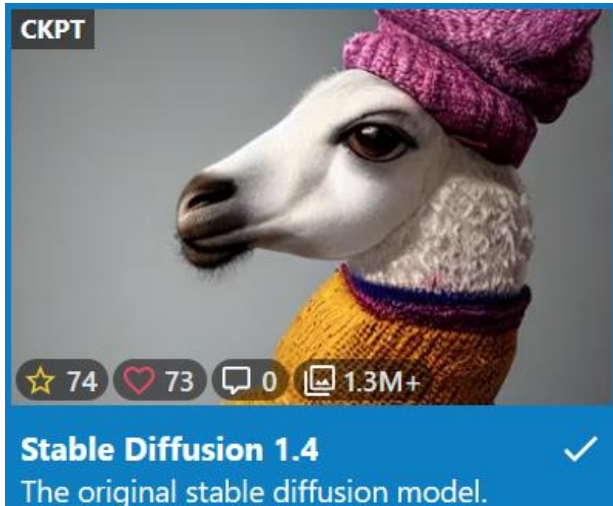 CKPT
74 73 0 1.3M+
Stable Diffusion 1.4
The original stable diffusion model.